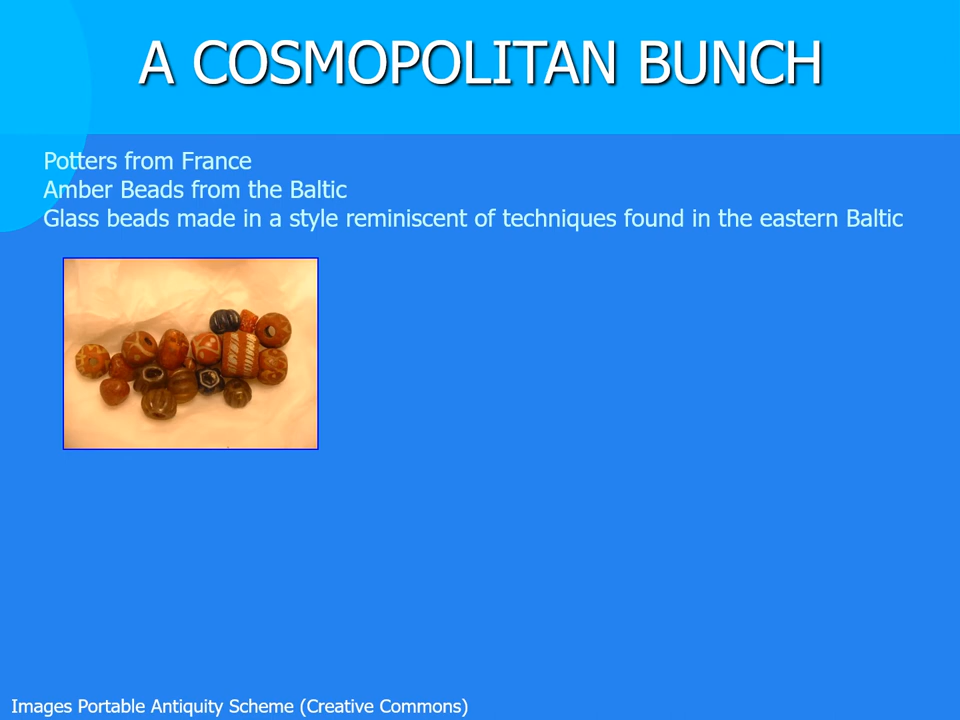 A COSMOPOLITAN BUNCH
Potters from France
Amber Beads from the Baltic
Glass beads made in a style reminiscent of techniques found in the eastern Baltic
Images Portable Antiquity Scheme (Creative Commons)